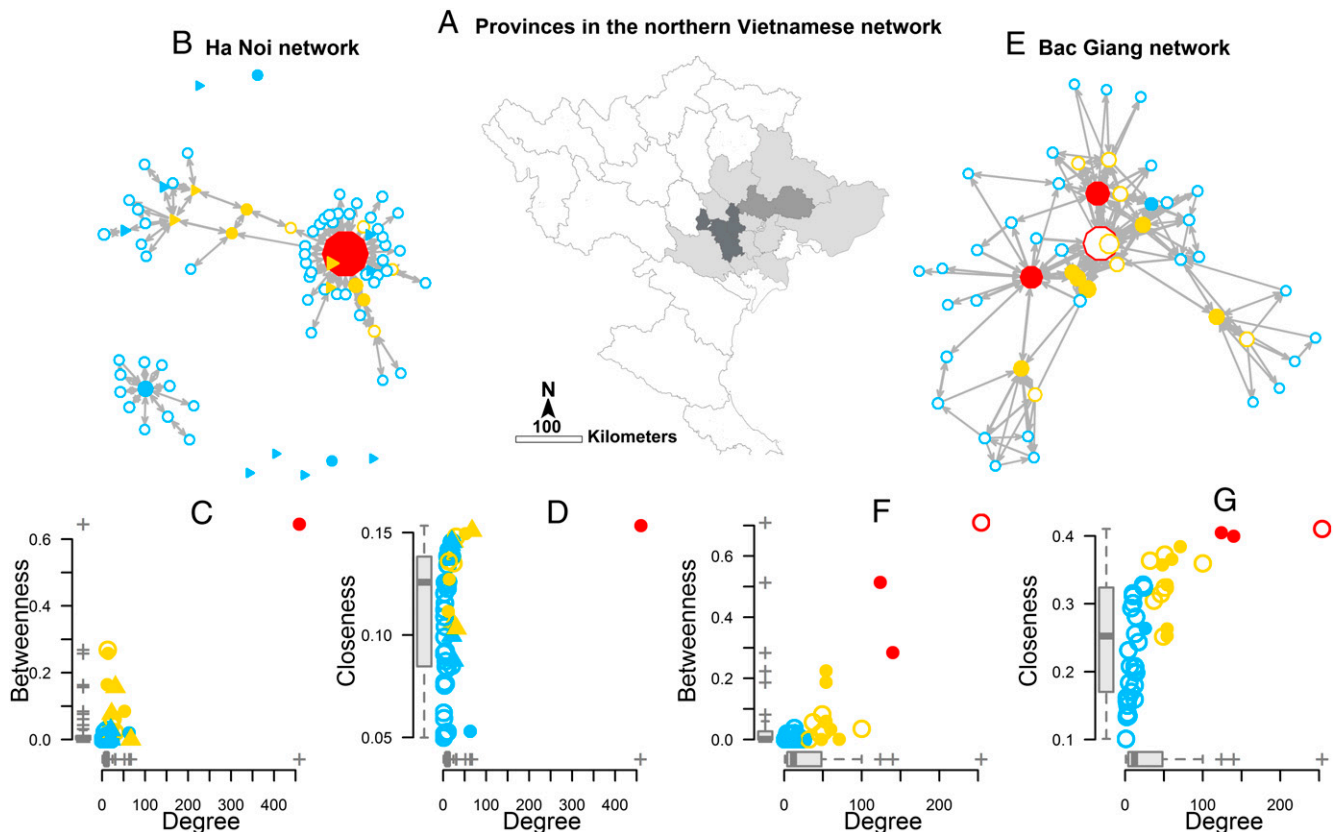 A Provinces in the northern Vietnamese network
B Ha Noi network
E Bac Giang network
N
100 Kilometers
C
Betweenness
0.6
0.4
0.2
0.0
0 100 200 300 400
Degree
D
Closeness
0.15
0.10
0.05
0 100 200 300 400
Degree
F
Betweenness
0.6
0.4
0.2
0.0
0 100 200
Degree
G
Closeness
0.4
0.3
0.2
0.1
0 50 100 200
Degree